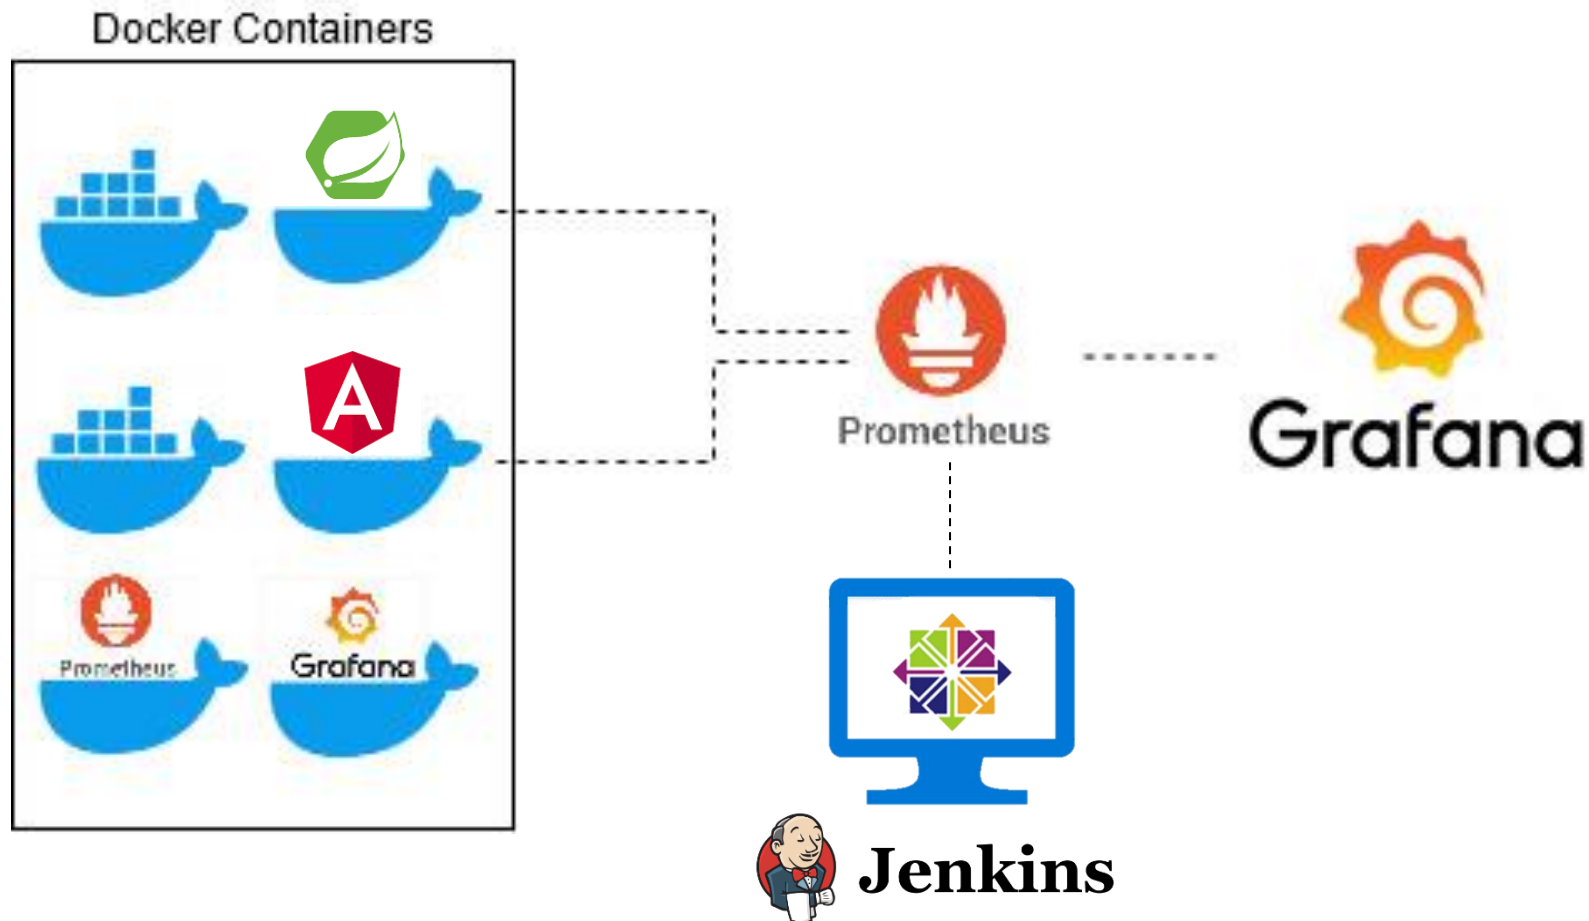 Docker Containers
A
Prometheus
Grafana
Prometheus
Grafana
Jenkins